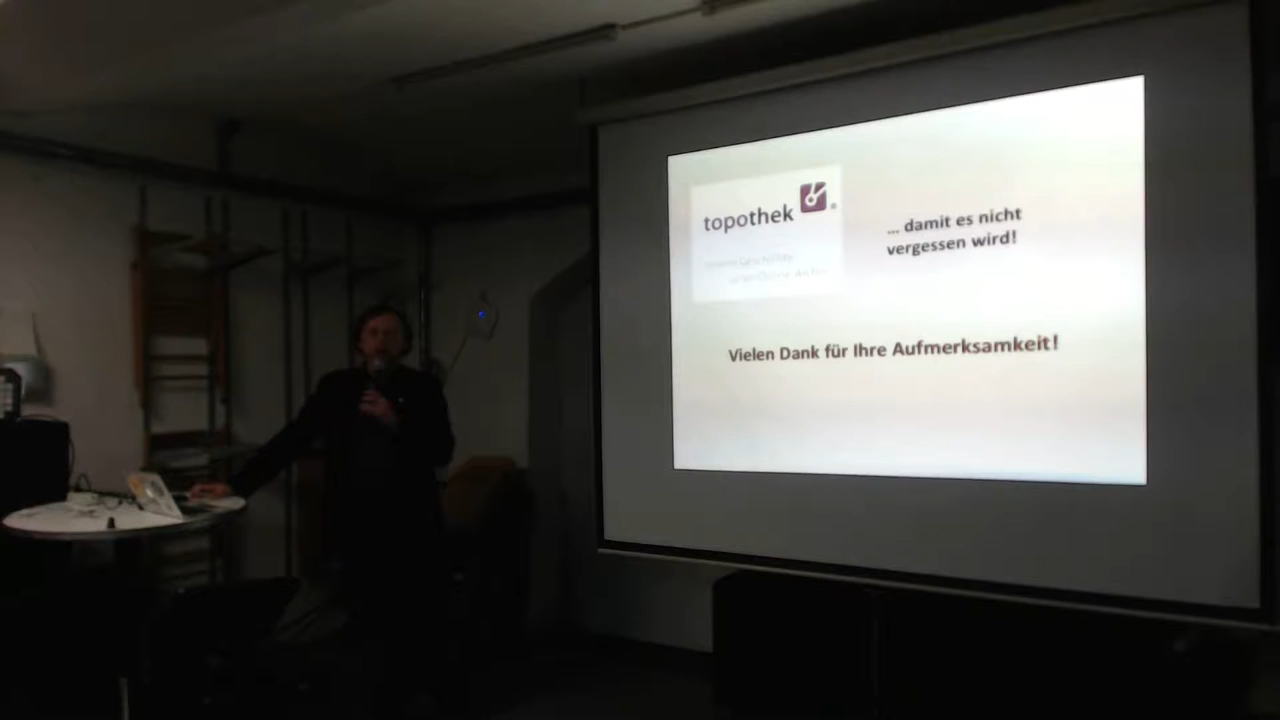 topothek
... damit es nicht
vergessen wird!
Vielen Dank für Ihre Aufmerksamkeit!